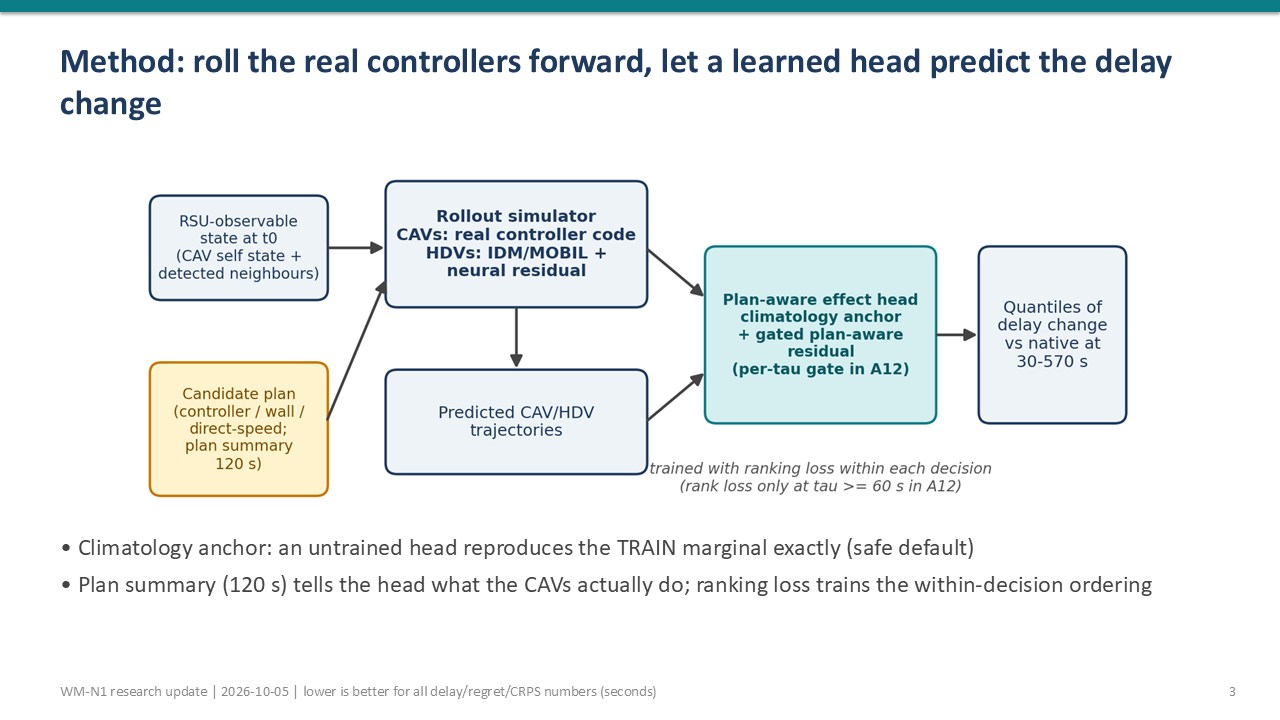 Method: roll the real controllers forward, let a learned head predict the delay
change
RSU-observable
state at t0
(CAV self state +
detected neighbours)
Candidate plan
(controller / wall /
direct-speed;
plan summary
120 s)
Rollout simulator
CAVs: real controller code
HDVs: IDM/MOBIL +
neural residual
Predicted CAV/HDV
trajectories
Plan-aware effect head
climatology anchor
+ gated plan-aware
residual
(per-tau gate in A12)
Quantiles of
delay change
vs native at
30-570 s
trained with ranking loss within each decision
(rank loss only at tau >= 60 s in A12)
• Climatology anchor: an untrained head reproduces the TRAIN marginal exactly (safe default)
• Plan summary (120 s) tells the head what the CAVs actually do; ranking loss trains the within-decision ordering
WM-N1 research update | 2026-10-05 | lower is better for all delay/regret/CRPS numbers (seconds)
3